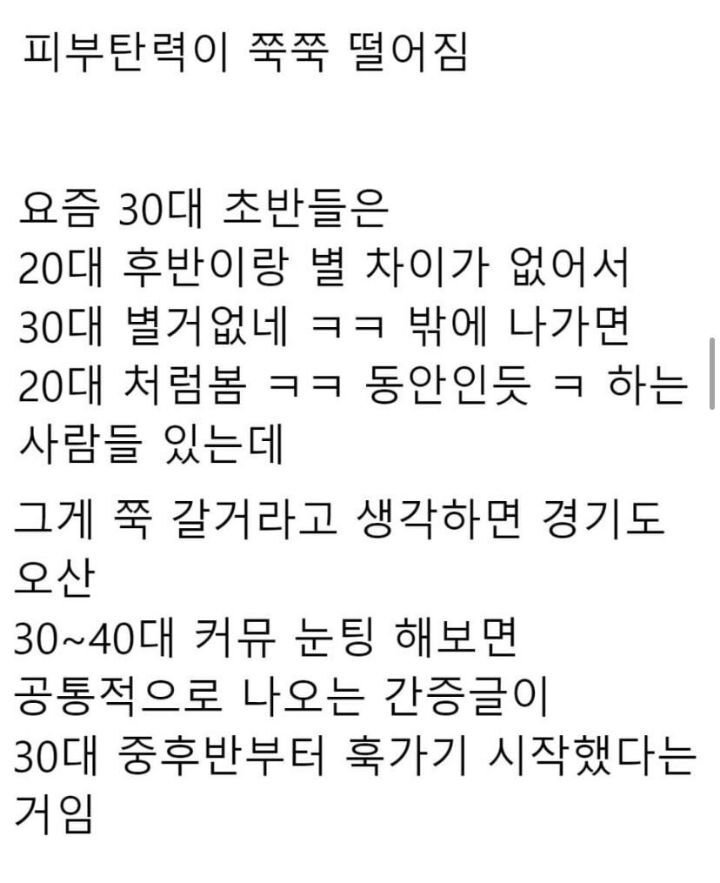 피부탄력이 쭉쭉 떨어짐
요즘 30대 초반들은
20대 후반이랑 별 차이가 없어서
30대 별거없네 ㅋㅋ 밖에 나가면
20대 처럼봄 ㅋㅋ 동안인듯 ㅋ 하는
사람들 있는데
그게 쭉 갈거라고 생각하면 경기도
오산
30~40대 커뮤 눈팅 해보면
공통적으로 나오는 간증글이
30대 중후반부터 훅가기 시작했다는
거임